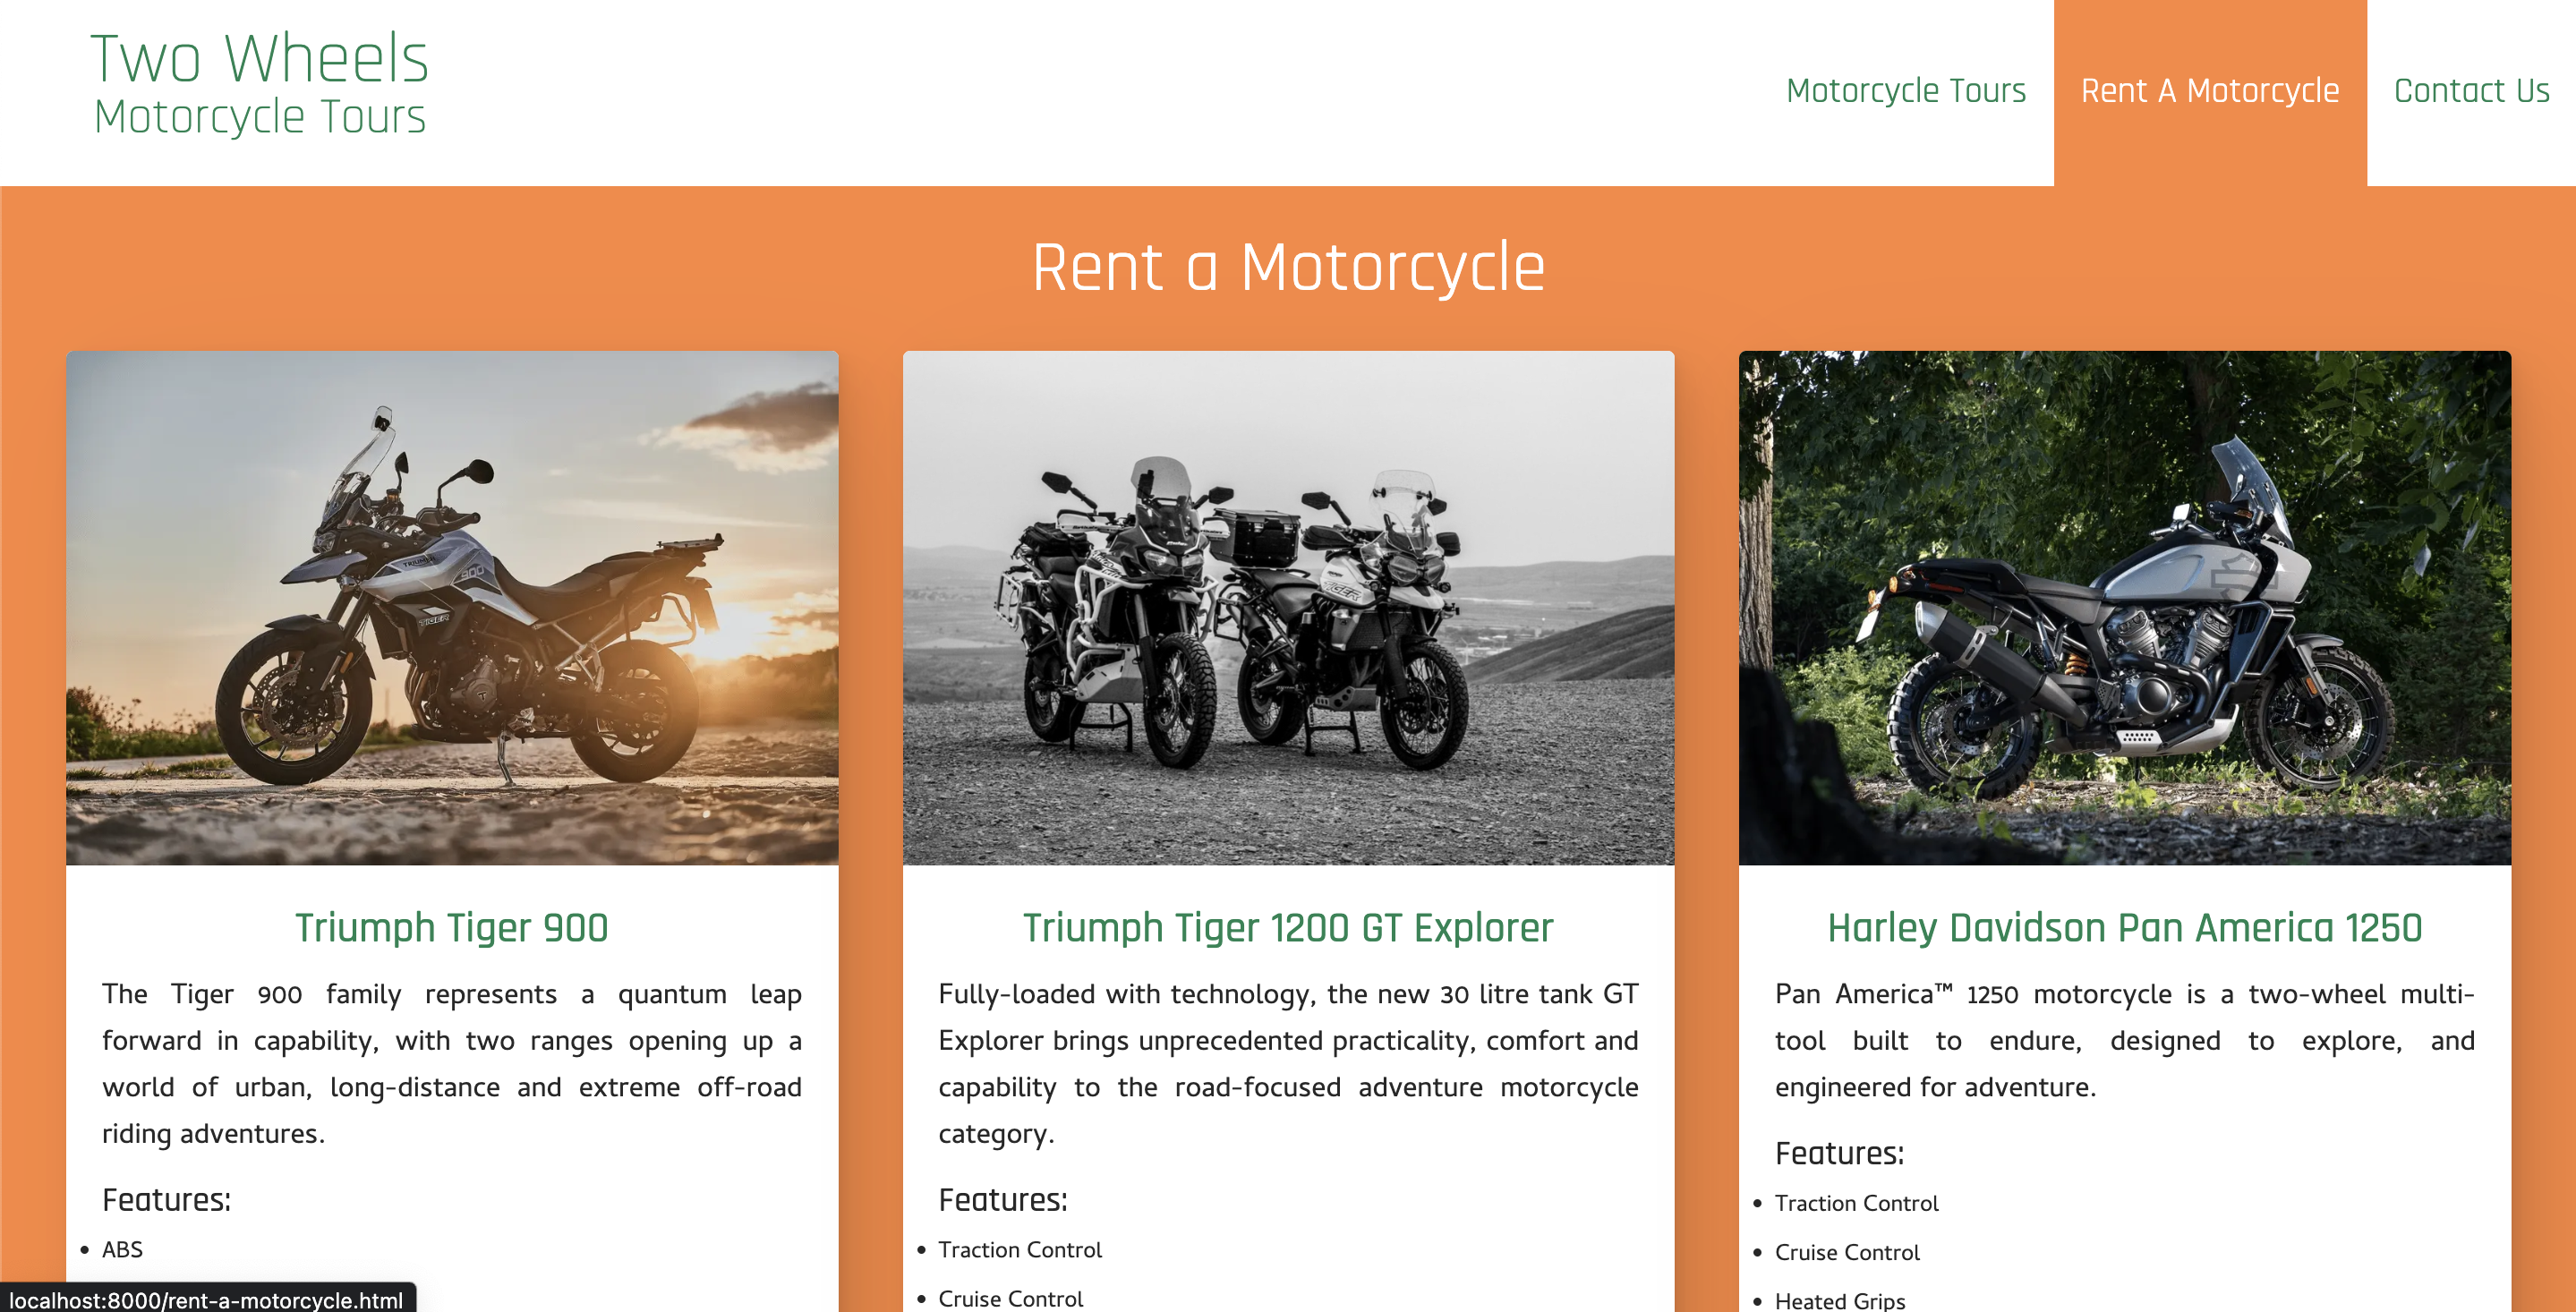 Two Wheels
Motorcycle Tours
Motorcycle Tours
Rent A Motorcycle
Contact Us
Rent a Motorcycle
TRIUMPH
900
TIGER
TIGER
Triumph Tiger 900
The Tiger 900 family represents a quantum leap
forward in capability, with two ranges opening up a
world of urban, long-distance and extreme off-road
riding adventures.
Features:
• ABS
Triumph Tiger 1200 GT Explorer
Fully-loaded with technology, the new 30 litre tank GT
Explorer brings unprecedented practicality, comfort and
capability to the road-focused adventure motorcycle
category.
Features:
• Traction Control
• Cruise Control
Harley Davidson Pan America 1250
Pan America™ 1250 motorcycle is a two-wheel multi-
tool built to endure, designed to explore, and
engineered for adventure.
Features:
• Traction Control
• Cruise Control
• Heated Grips
localhost:8000/rent-a-motorcycle.html